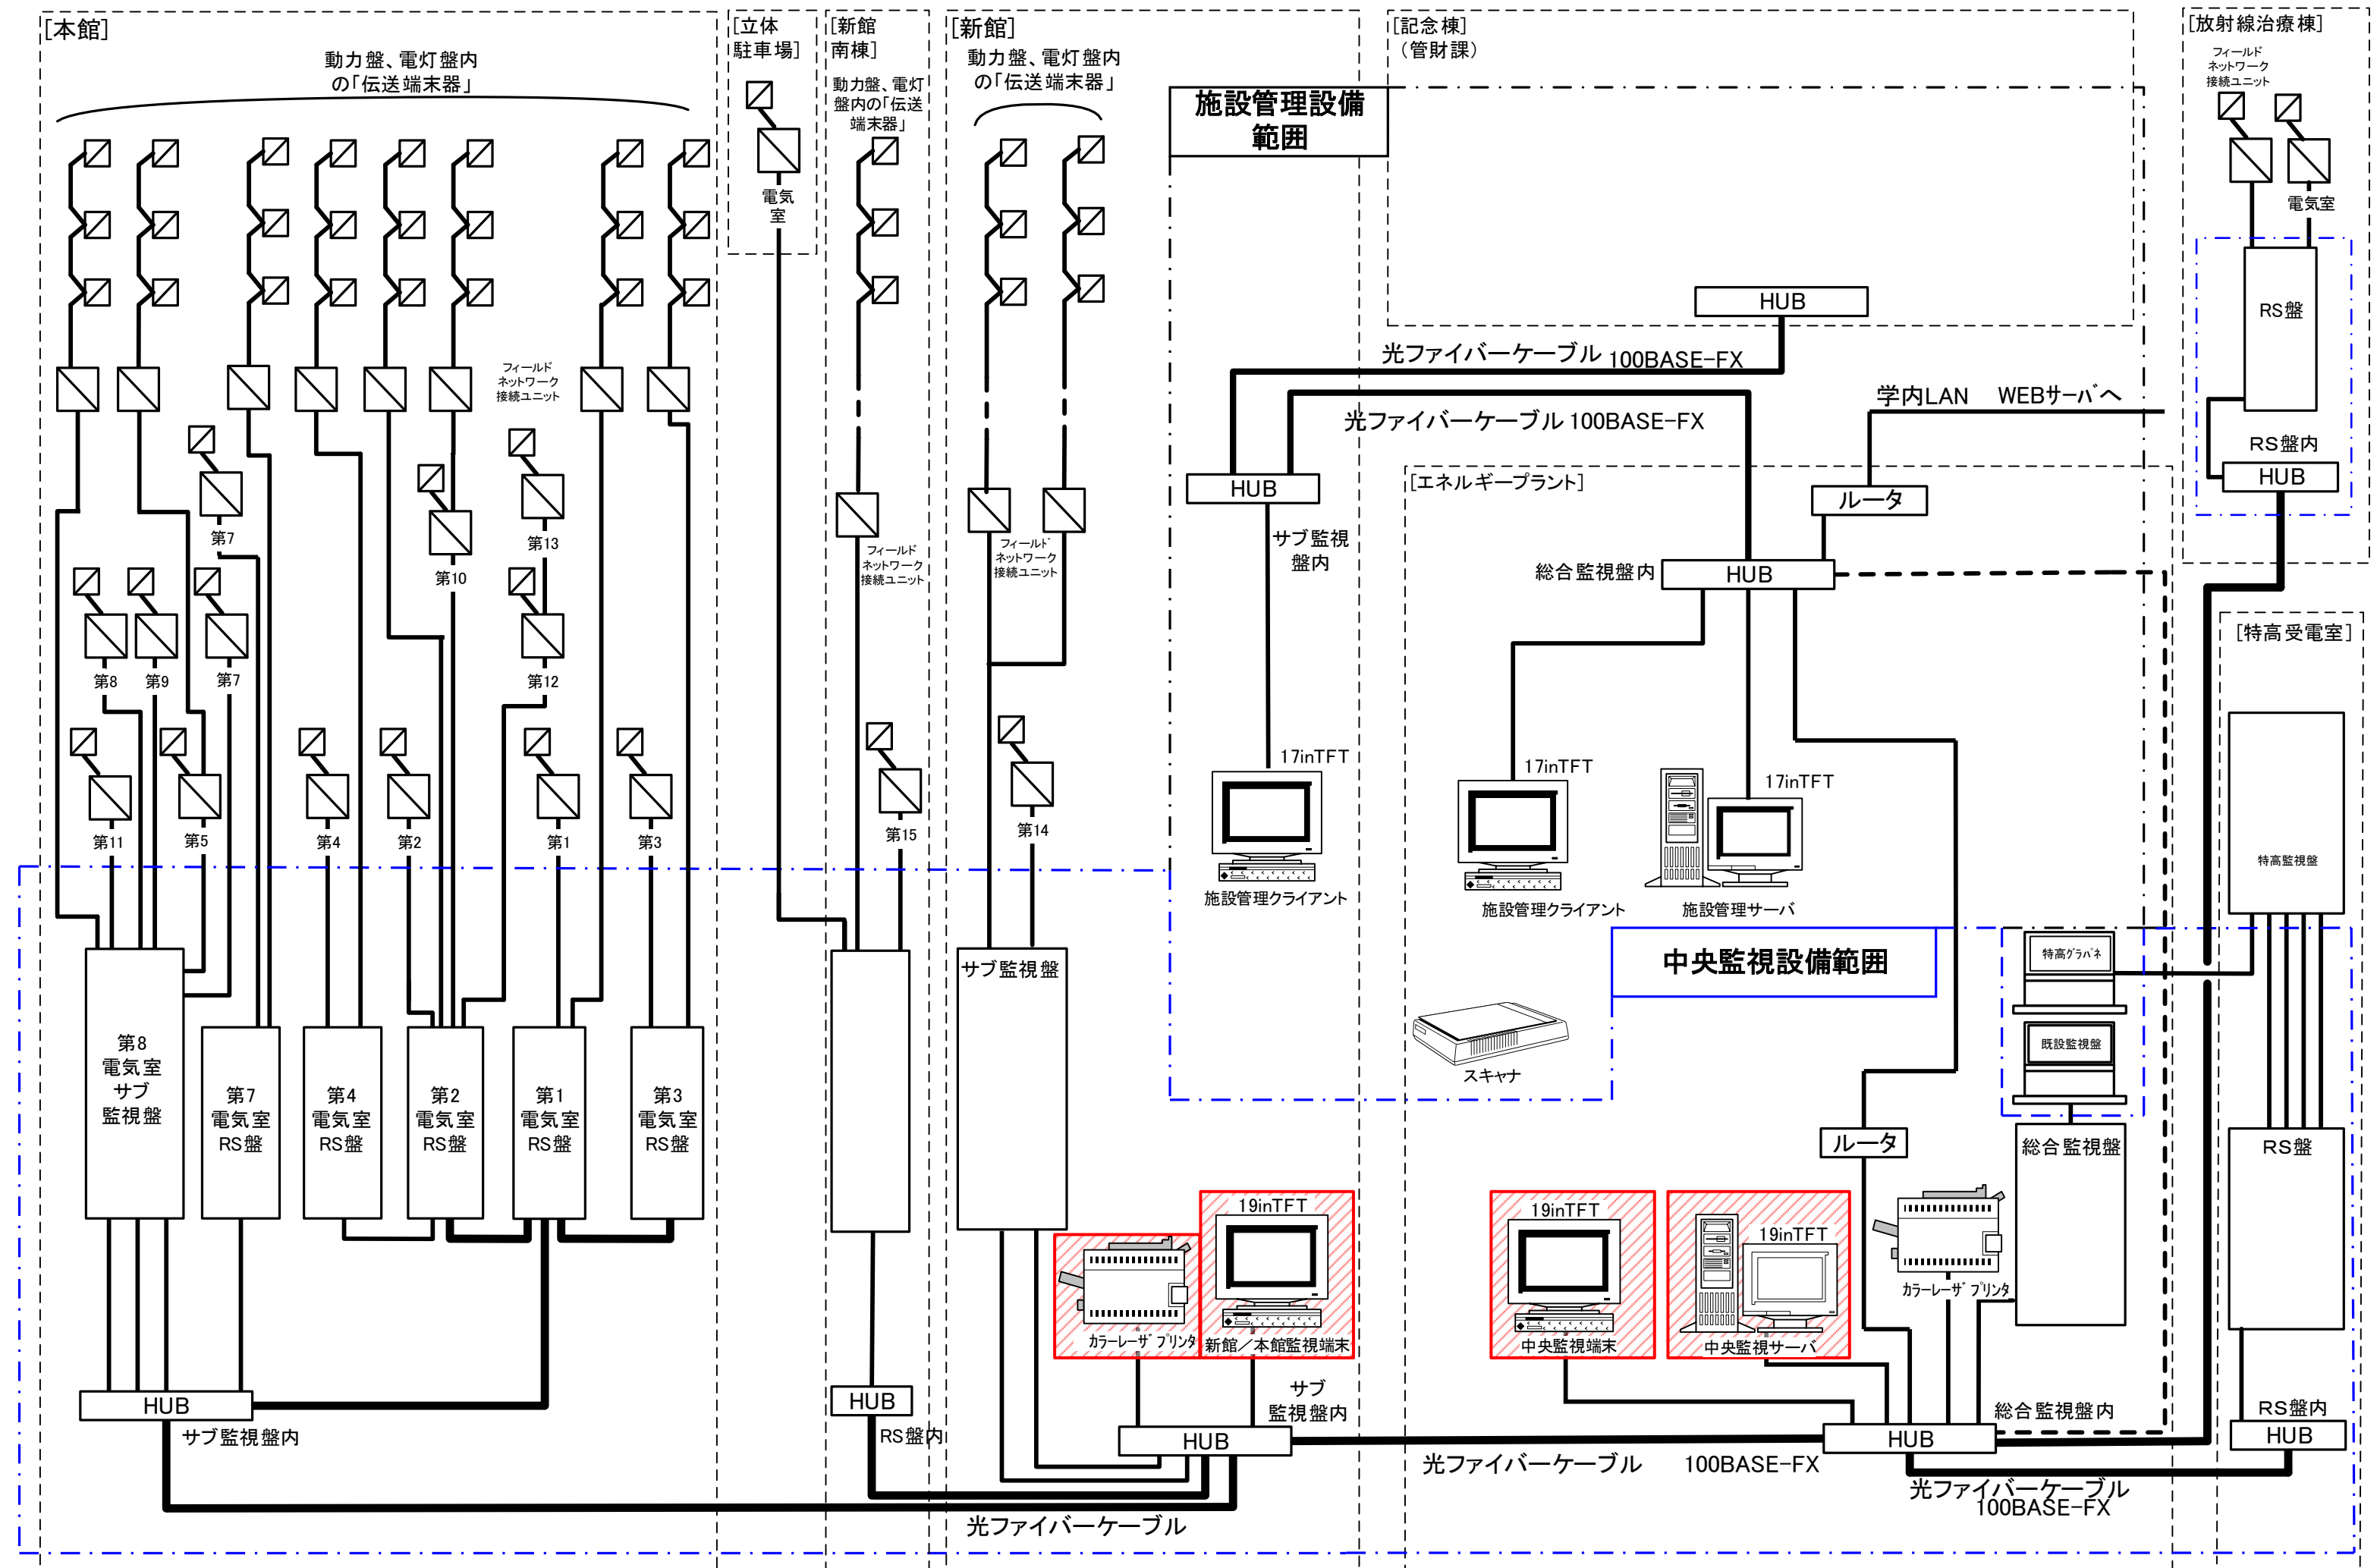 [本館]
動力盤、電灯盤内
の「伝送端末器」
[立体
駐車場]
電気
室
[新館
南棟]
動力盤、電灯
盤内の「伝送
端末器」
[新館]
動力盤、電灯盤内
の「伝送端末器」
施設管理設備
範囲
[記念棟]
(管財課)
HUB
[放射線治療棟]
フィールド
ネットワーク
接続ユニット
電気室
RS盤
RS盤内
HUB
光ファイバーケーブル 100BASE-FX
光ファイバーケーブル 100BASE-FX
学内LAN WEBサーバへ
フィールド
ネットワーク
接続ユニット
第7
第10
第13
第8
第9
第7
第12
第11
第5
第4
第2
第1
第3
フィールド
ネットワーク
接続ユニット
第15
フィールド
ネットワーク
接続ユニット
第14
HUB
サブ監視
盤内
17inTFT
施設管理クライアント
[エネルギープラント]
ルータ
総合監視盤内
HUB
17inTFT
施設管理クライアント
17inTFT
施設管理サーバ
[特高受電室]
特高監視盤
中央監視設備範囲
特高グラパネ
既設監視盤
スキャナ
ルータ
総合監視盤
RS盤
第8
電気室
サブ
監視盤
第7
電気室
RS盤
第4
電気室
RS盤
第2
電気室
RS盤
第1
電気室
RS盤
第3
電気室
RS盤
サブ監視盤
カラーレーザプリンタ
19inTFT
新館/本館監視端末
19inTFT
中央監視端末
19inTFT
中央監視サーバ
カラーレーザプリンタ
HUB
サブ監視盤内
HUB
RS盤内
サブ
監視盤内
HUB
総合監視盤内
HUB
RS盤内
HUB
光ファイバーケーブル 100BASE-FX
光ファイバーケーブル
100BASE-FX
光ファイバーケーブル